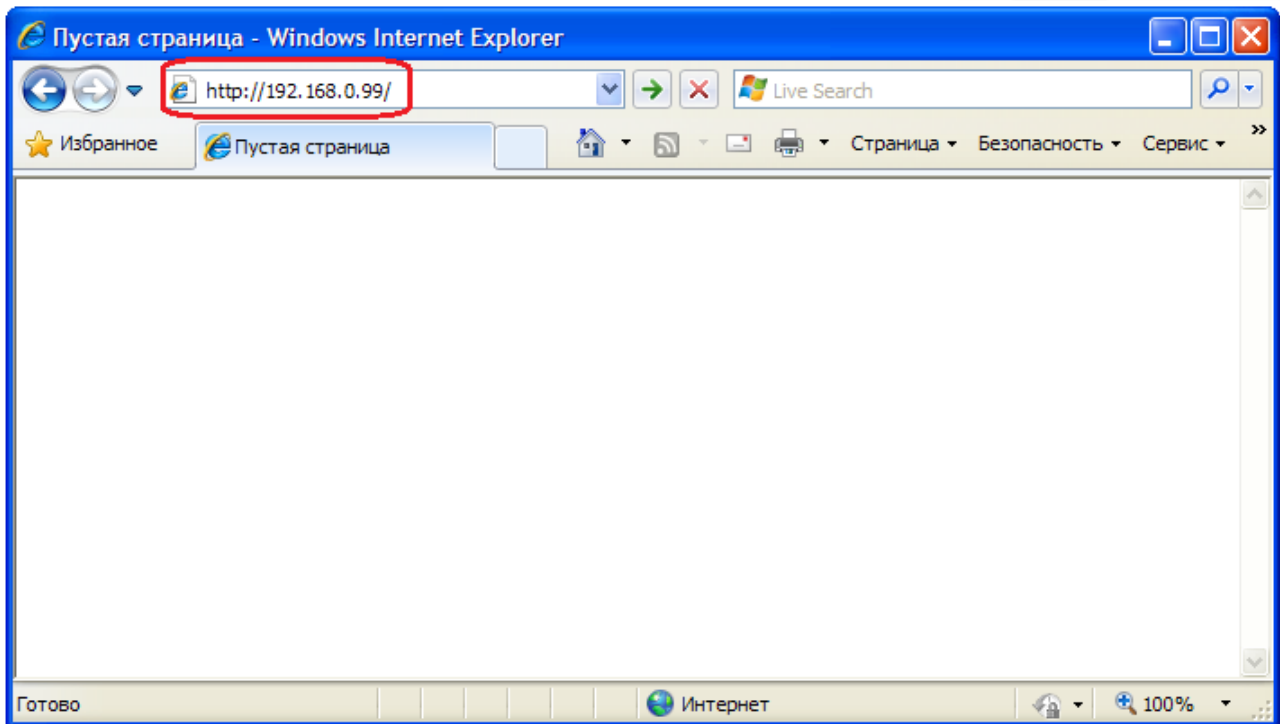 Пустая страница - Windows Internet Explorer
http://192.168.0.99/
Live Search
Избранное
Пустая страница
Страница
Безопасность
Сервис
»
Готово
Интернет
100%